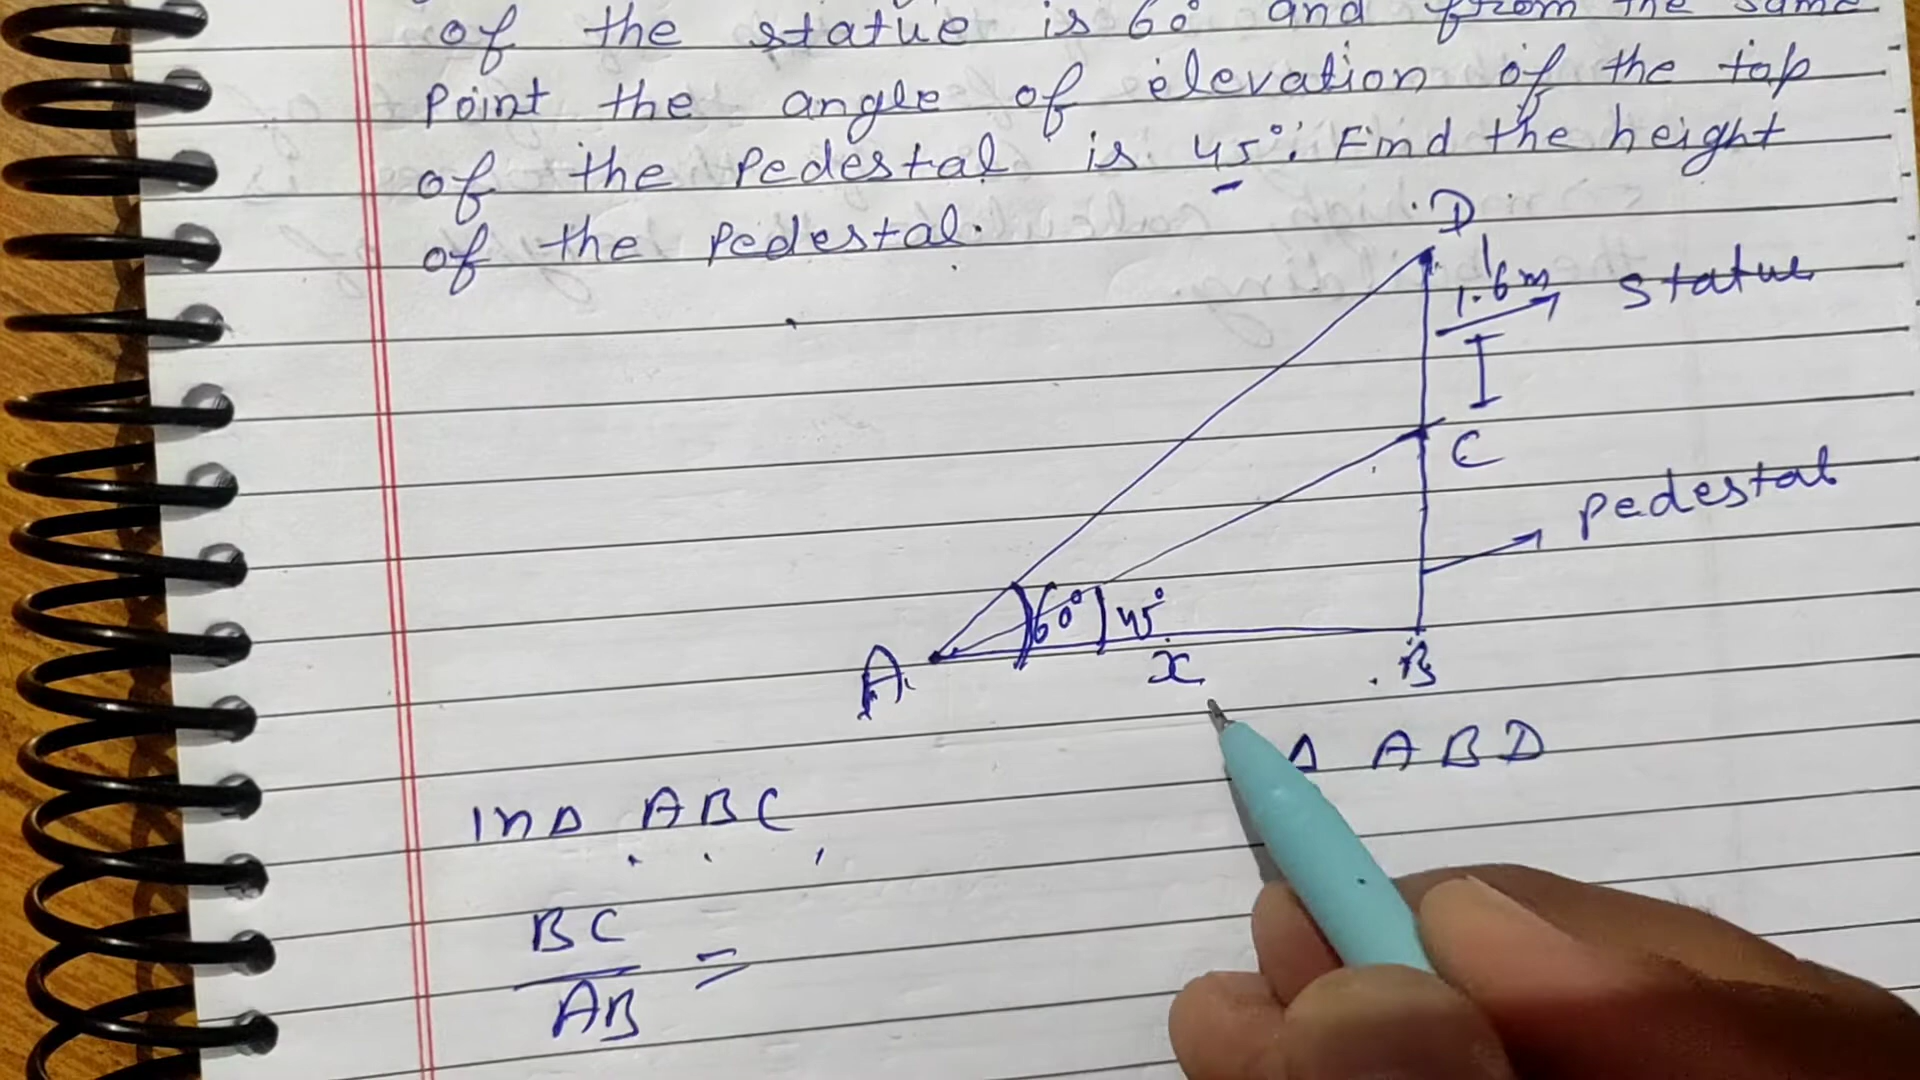 of the statue is 60° and from the same
Point the angle of elevation of the top
of the Pedestal is 45°. Find the height
of the Pedestal.
D
1.6m statue
C
pedestal
60° 45°
A x B
Δ ABD
In Δ ABC
BC
AB =